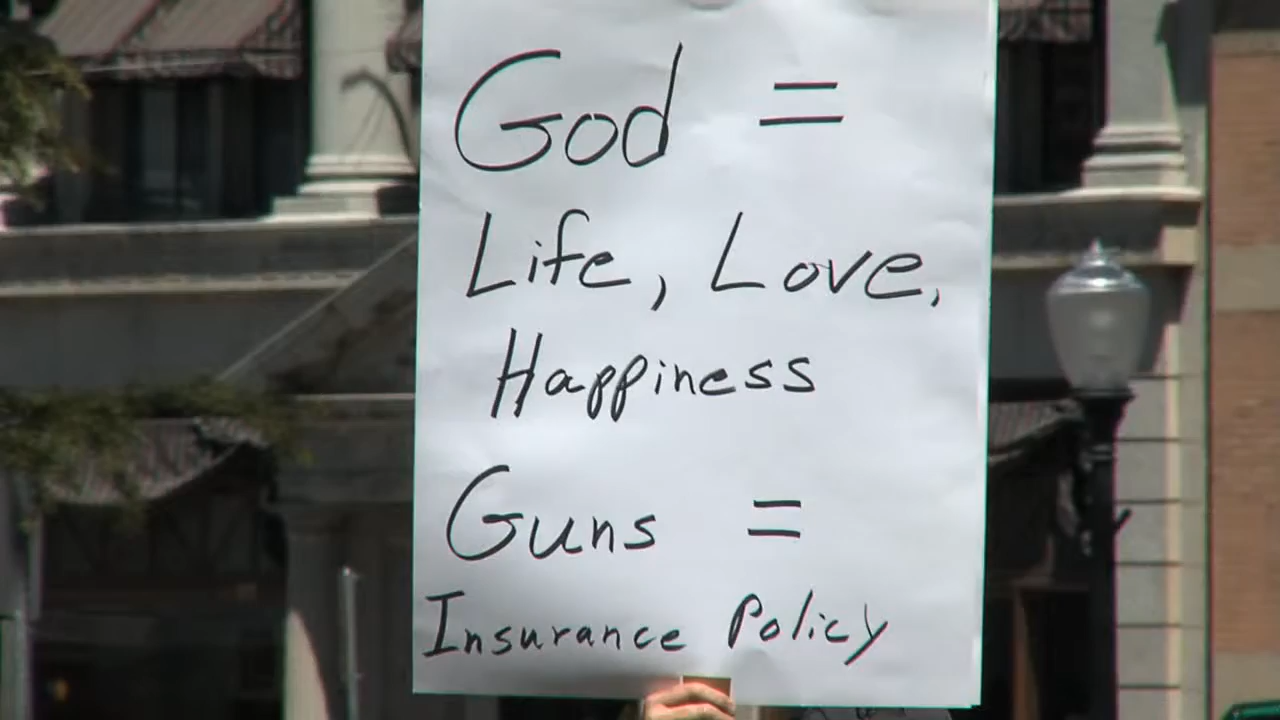 God =
Life, Love,
Happiness
Guns =
Insurance Policy